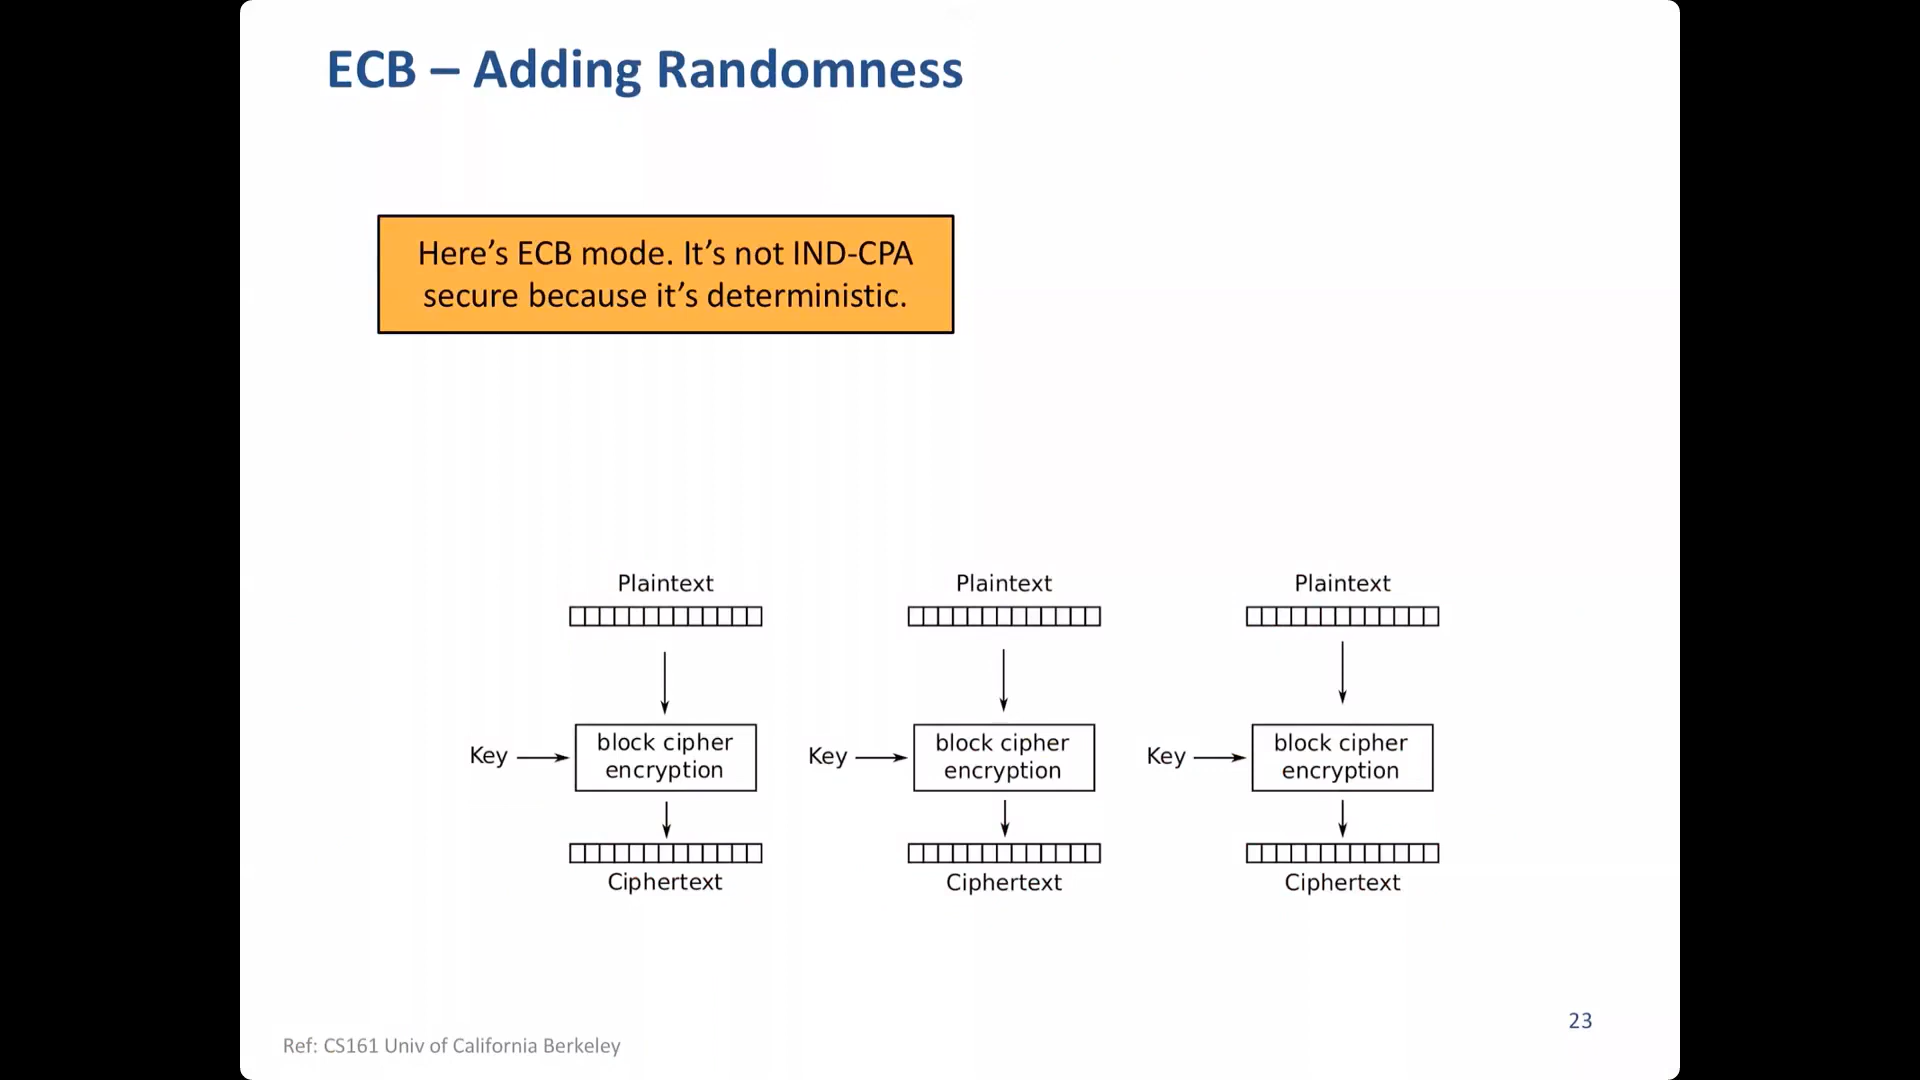 ECB – Adding Randomness
Here’s ECB mode. It’s not IND-CPA
secure because it’s deterministic.
Plaintext
Plaintext
Plaintext
Key
block cipher
encryption
Key
block cipher
encryption
Key
block cipher
encryption
Ciphertext
Ciphertext
Ciphertext
23
Ref: CS161 Univ of California Berkeley